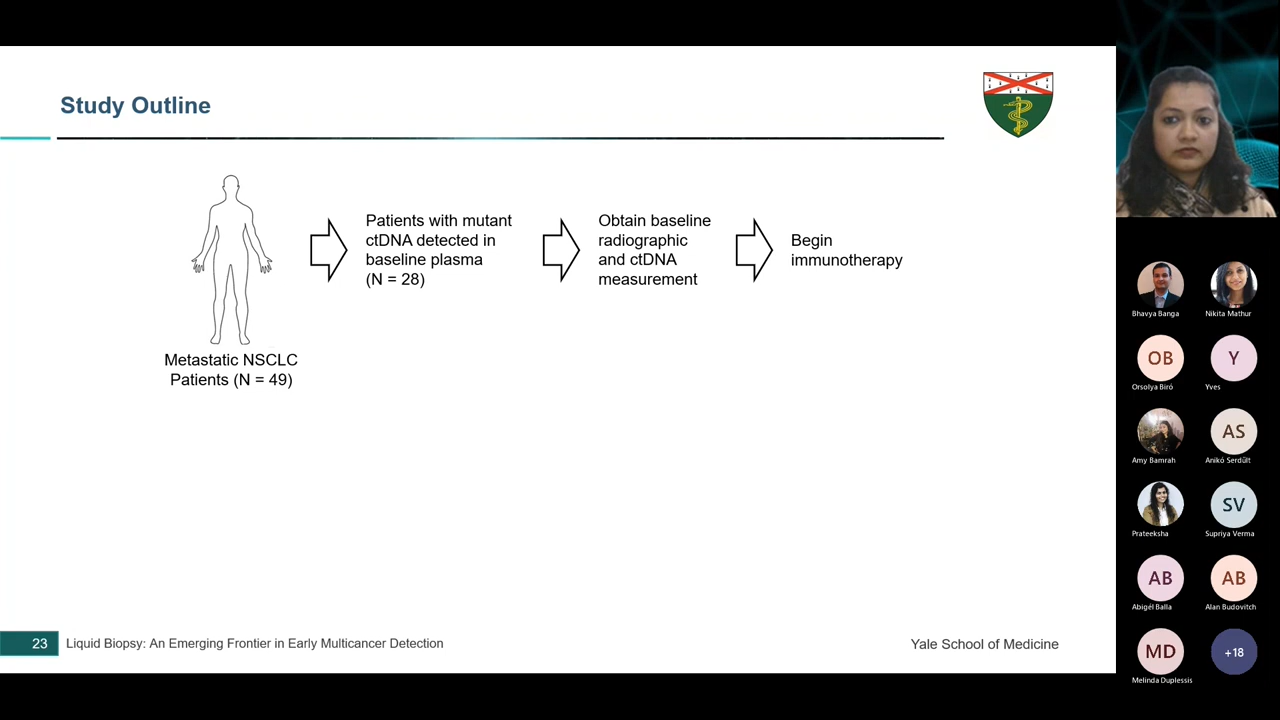 Study Outline
Patients with mutant
ctDNA detected in
baseline plasma
(N = 28)
Obtain baseline
radiographic
and ctDNA
measurement
Begin
immunotherapy
Metastatic NSCLC
Patients (N = 49)
23
Liquid Biopsy: An Emerging Frontier in Early Multicancer Detection
Yale School of Medicine
Bhavya Banga
Nikita Mathur
OB
Orsolya Biró
Y
Yves
Amy Bamrah
AS
Anikó Serdült
Prateeksha
SV
Supriya Verma
AB
Abigél Balla
AB
Alan Budovitch
MD
Melinda Duplessis
+18